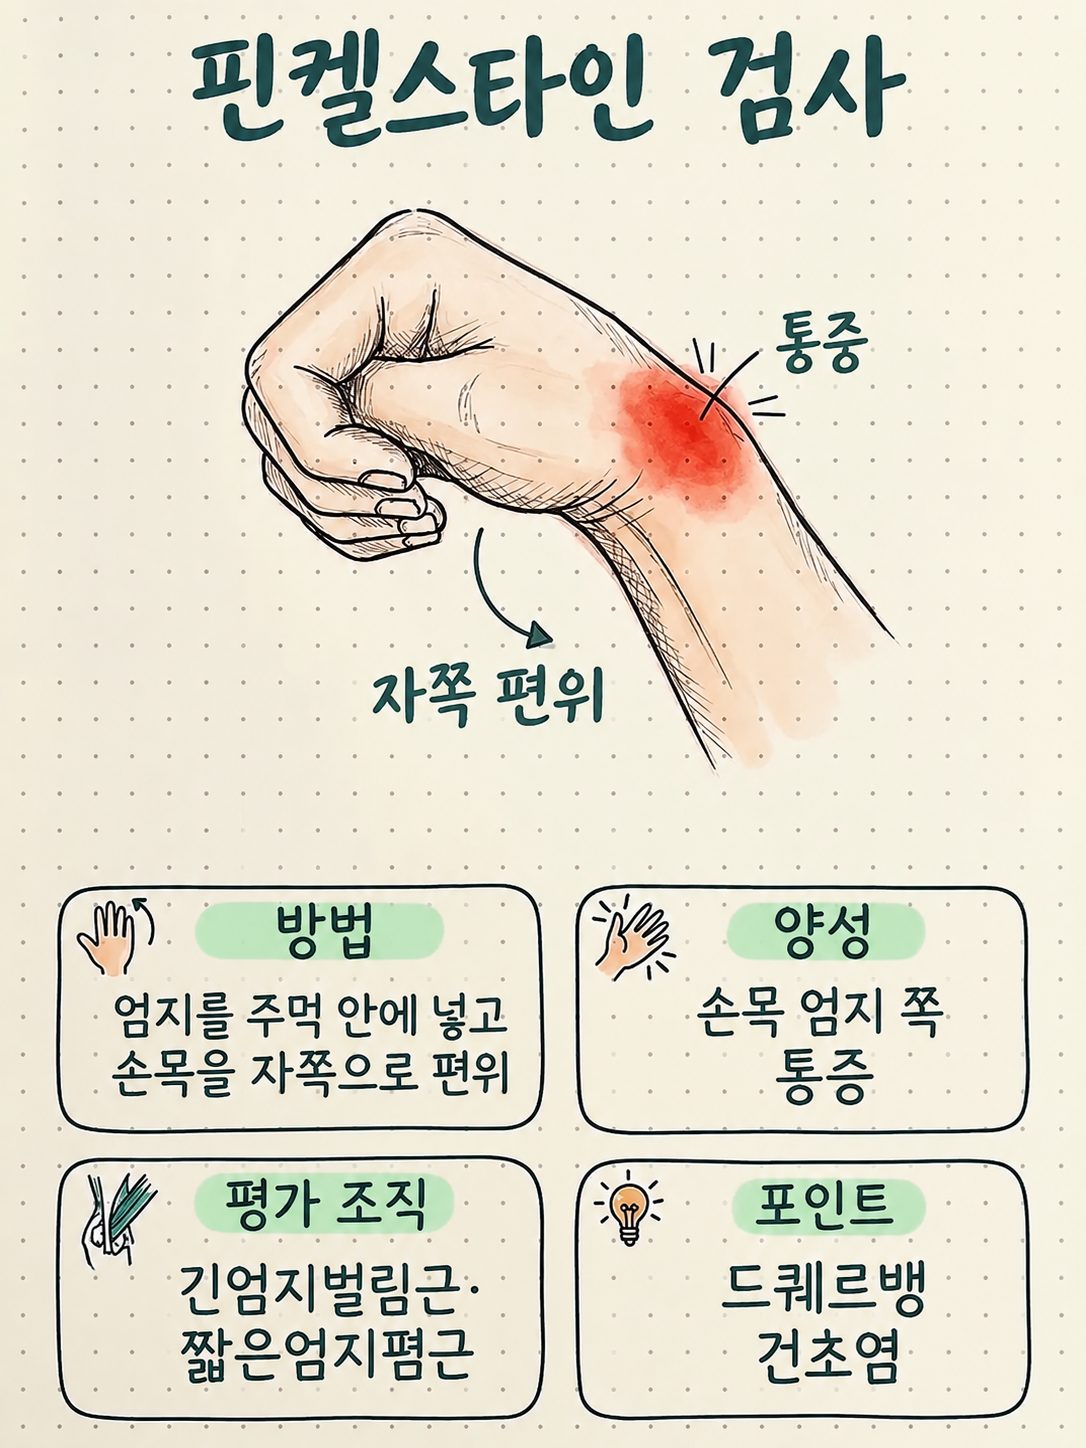 핀켈스타인 검사
통중
자쪽 편위
방법
엄지를 주먹 안에 넣고
손목을 자쪽으로 편위
양성
손목 엄지 쪽
통증
평가 조직
긴엄지벌림근·
짧은엄지폄근
포인트
드퀘르뱅
건초염